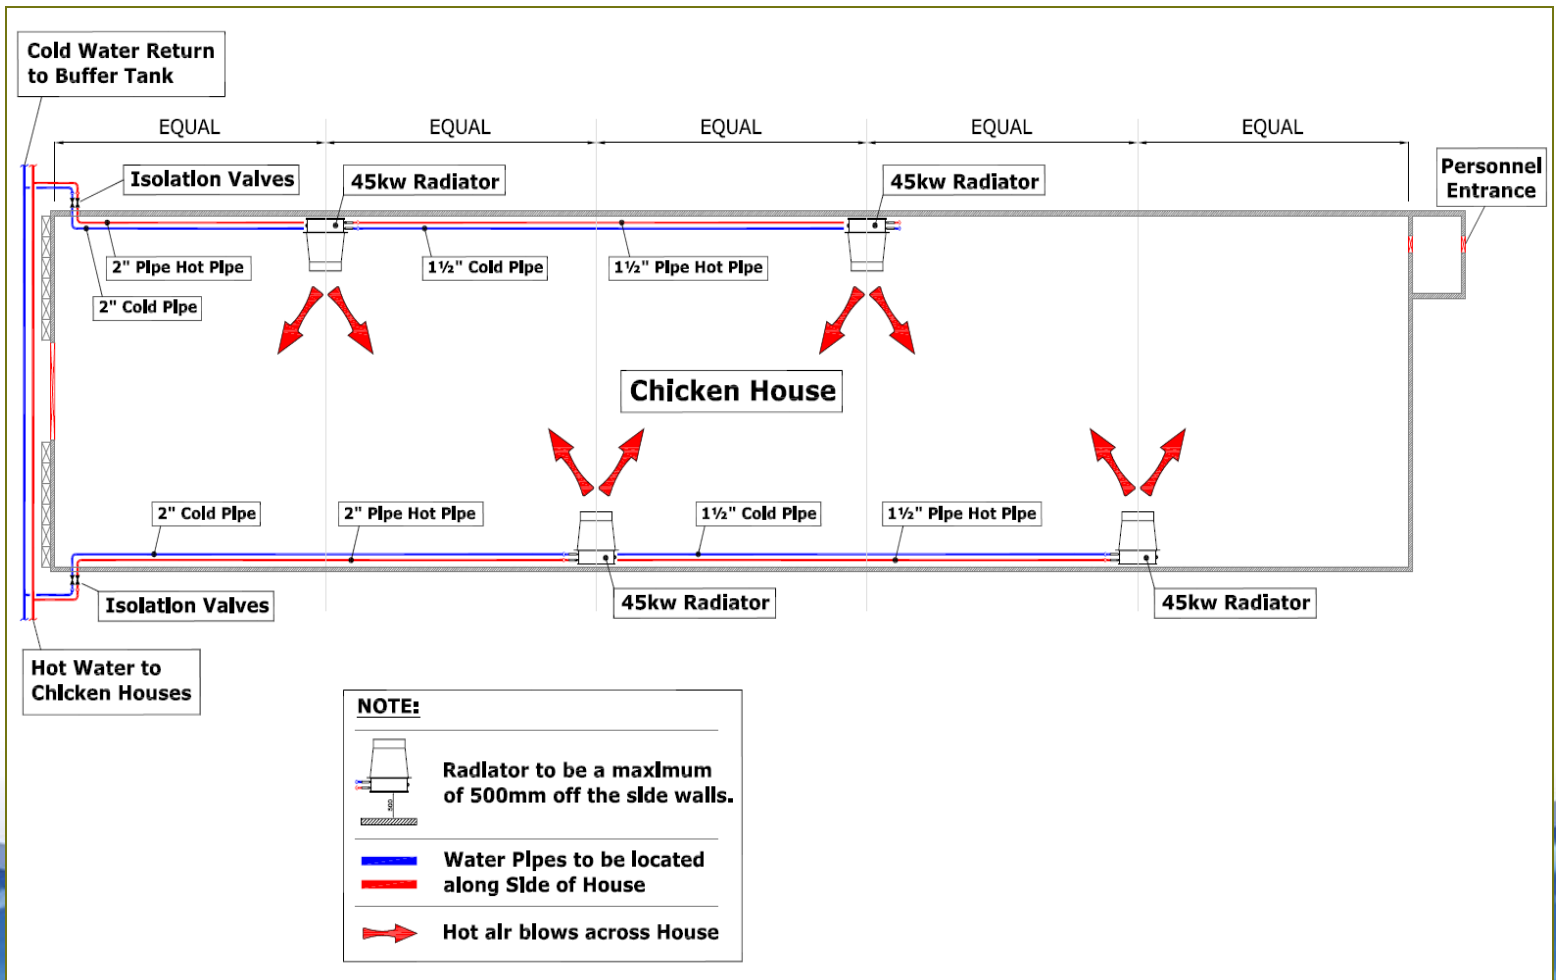 Cold Water Return
to Buffer Tank
EQUAL
EQUAL
EQUAL
EQUAL
EQUAL
Isolation Valves
45kw Radiator
45kw Radiator
Personnel
Entrance
2" Pipe Hot Pipe
1½" Cold Pipe
1½" Pipe Hot Pipe
2" Cold Pipe
Chicken House
2" Cold Pipe
2" Pipe Hot Pipe
1½" Cold Pipe
1½" Pipe Hot Pipe
Isolation Valves
45kw Radiator
45kw Radiator
Hot Water to
Chicken Houses
NOTE:
Radiator to be a maximum
of 500mm off the side walls.
500
Water Pipes to be located
along Side of House
Hot air blows across House